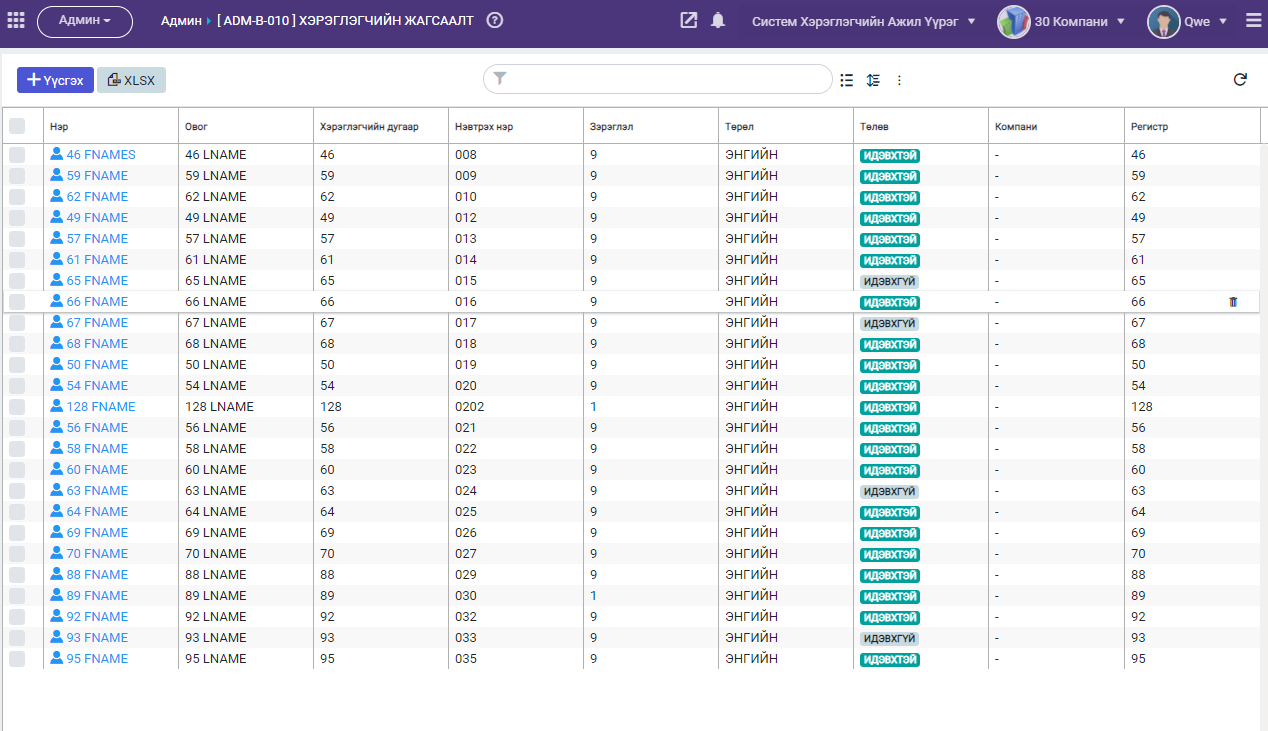 Админ Админ [ ADM-B-010 ] ХЭРЭГЛЭГЧИЙН ЖАГСААЛТ Систем Хэрэглэгчийн Ажил Үүрэг 30 Компани Qwe
Үүсгэх XLSX
Нэр Овог Хэрэглэгчийн дугаар Нэвтрэх нэр Зэрэглэл Төрөл Төлөв Компани Регистр
46 FNAMES 46 LNAME 46 008 9 ЭНГИЙН ИДЭВХТЭЙ - 46
59 FNAME 59 LNAME 59 009 9 ЭНГИЙН ИДЭВХТЭЙ - 59
62 FNAME 62 LNAME 62 010 9 ЭНГИЙН ИДЭВХТЭЙ - 62
49 FNAME 49 LNAME 49 012 9 ЭНГИЙН ИДЭВХТЭЙ - 49
57 FNAME 57 LNAME 57 013 9 ЭНГИЙН ИДЭВХТЭЙ - 57
61 FNAME 61 LNAME 61 014 9 ЭНГИЙН ИДЭВХТЭЙ - 61
65 FNAME 65 LNAME 65 015 9 ЭНГИЙН ИДЭВХГҮЙ - 65
66 FNAME 66 LNAME 66 016 9 ЭНГИЙН ИДЭВХТЭЙ - 66
67 FNAME 67 LNAME 67 017 9 ЭНГИЙН ИДЭВХГҮЙ - 67
68 FNAME 68 LNAME 68 018 9 ЭНГИЙН ИДЭВХТЭЙ - 68
50 FNAME 50 LNAME 50 019 9 ЭНГИЙН ИДЭВХТЭЙ - 50
54 FNAME 54 LNAME 54 020 9 ЭНГИЙН ИДЭВХТЭЙ - 54
128 FNAME 128 LNAME 128 0202 1 ЭНГИЙН ИДЭВХТЭЙ - 128
56 FNAME 56 LNAME 56 021 9 ЭНГИЙН ИДЭВХТЭЙ - 56
58 FNAME 58 LNAME 58 022 9 ЭНГИЙН ИДЭВХТЭЙ - 58
60 FNAME 60 LNAME 60 023 9 ЭНГИЙН ИДЭВХТЭЙ - 60
63 FNAME 63 LNAME 63 024 9 ЭНГИЙН ИДЭВХГҮЙ - 63
64 FNAME 64 LNAME 64 025 9 ЭНГИЙН ИДЭВХТЭЙ - 64
69 FNAME 69 LNAME 69 026 9 ЭНГИЙН ИДЭВХТЭЙ - 69
70 FNAME 70 LNAME 70 027 9 ЭНГИЙН ИДЭВХТЭЙ - 70
88 FNAME 88 LNAME 88 029 9 ЭНГИЙН ИДЭВХТЭЙ - 88
89 FNAME 89 LNAME 89 030 1 ЭНГИЙН ИДЭВХТЭЙ - 89
92 FNAME 92 LNAME 92 032 9 ЭНГИЙН ИДЭВХТЭЙ - 92
93 FNAME 93 LNAME 93 033 9 ЭНГИЙН ИДЭВХГҮЙ - 93
95 FNAME 95 LNAME 95 035 9 ЭНГИЙН ИДЭВХТЭЙ - 95